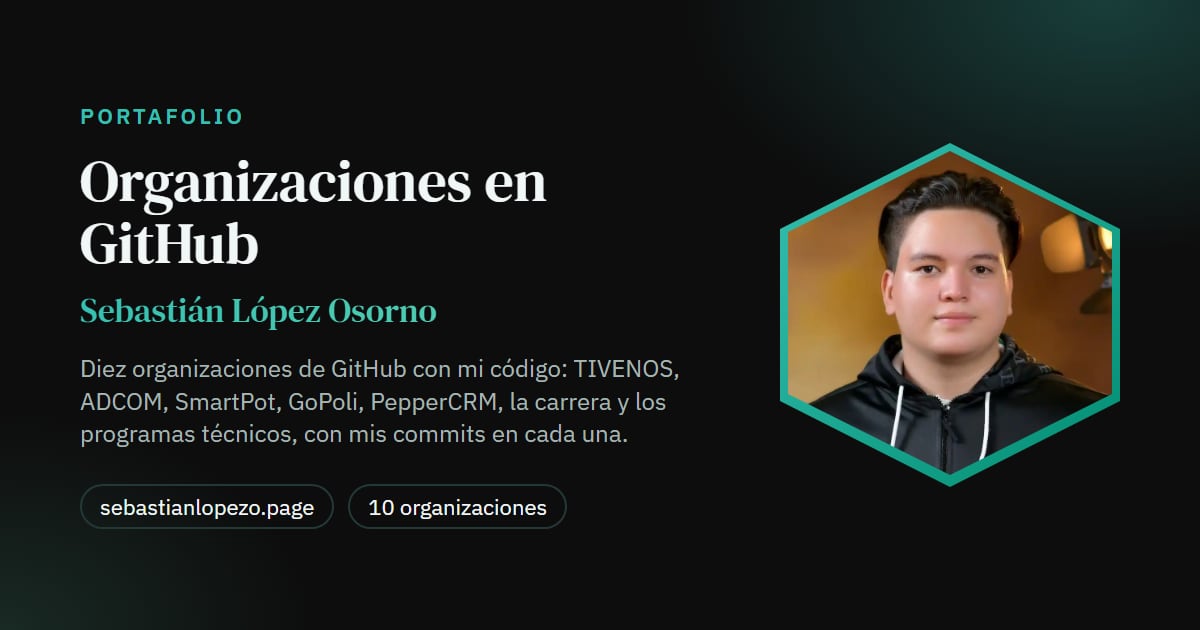 PORTAFOLIO
Organizaciones en
GitHub
Sebastián López Osorno
Diez organizaciones de GitHub con mi código: TIVENOS,
ADCOM, SmartPot, GoPoli, PepperCRM, la carrera y los
programas técnicos, con mis commits en cada una.
sebastianlopezo.page
10 organizaciones